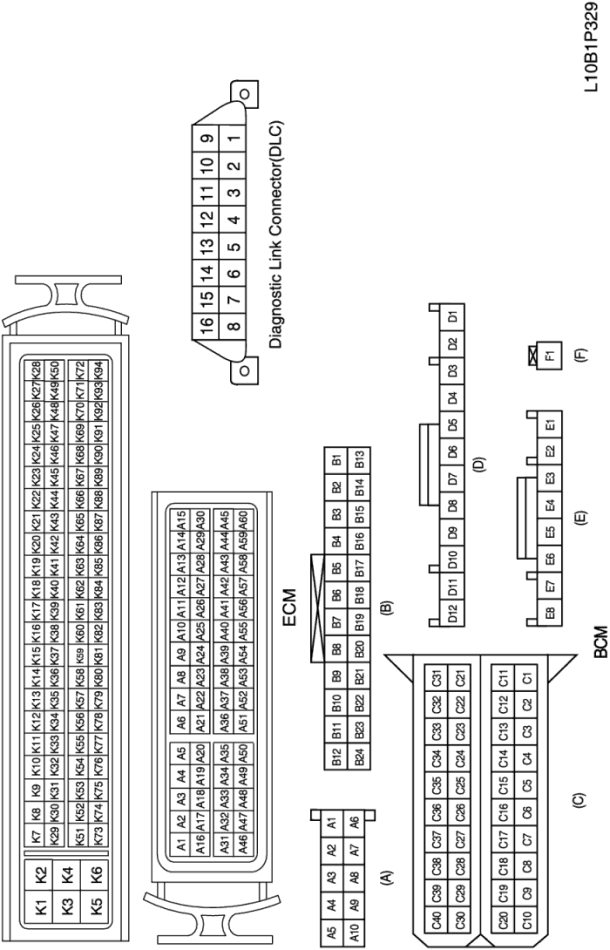 L10B1P329
K1 K2
K3 K4
K5 K6
K7 K8 K9 K10 K11 K12 K13 K14 K15 K16 K17 K18 K19 K20 K21 K22 K23 K24 K25 K26 K27 K28
K29 K30 K31 K32 K33 K34 K35 K36 K37 K38 K39 K40 K41 K42 K43 K44 K45 K46 K47 K48 K49 K50
K51 K52 K53 K54 K55 K56 K57 K58 K59 K60 K61 K62 K63 K64 K65 K66 K67 K68 K69 K70 K71 K72
K73 K74 K75 K76 K77 K78 K79 K80 K81 K82 K83 K84 K85 K86 K87 K88 K89 K90 K91 K92 K93 K94
16 15 14 13 12 11 10 9
8 7 6 5 4 3 2 1
Diagnostic Link Connector(DLC)
A1 A2 A3 A4 A5 A6 A7 A8 A9 A10 A11 A12 A13 A14 A15
A16 A17 A18 A19 A20 A21 A22 A23 A24 A25 A26 A27 A28 A29 A30
A31 A32 A33 A34 A35 A36 A37 A38 A39 A40 A41 A42 A43 A44 A45
A46 A47 A48 A49 A50 A51 A52 A53 A54 A55 A56 A57 A58 A59 A60
ECM
A5 A4 A3 A2 A1
A10 A9 A8 A7 A6
(A)
B12 B11 B10 B9 B8 B7 B6 B5 B4 B3 B2 B1
B24 B23 B22 B21 B20 B19 B18 B17 B16 B15 B14 B13
(B)
C40 C39 C38 C37 C36 C35 C34 C33 C32 C31
C30 C29 C28 C27 C26 C25 C24 C23 C22 C21
C20 C19 C18 C17 C16 C15 C14 C13 C12 C11
C10 C9 C8 C7 C6 C5 C4 C3 C2 C1
(C)
D12 D11 D10 D9 D8 D7 D6 D5 D4 D3 D2 D1
(D)
E8 E7 E6 E5 E4 E3 E2 E1
(E)
F1
(F)
BCM